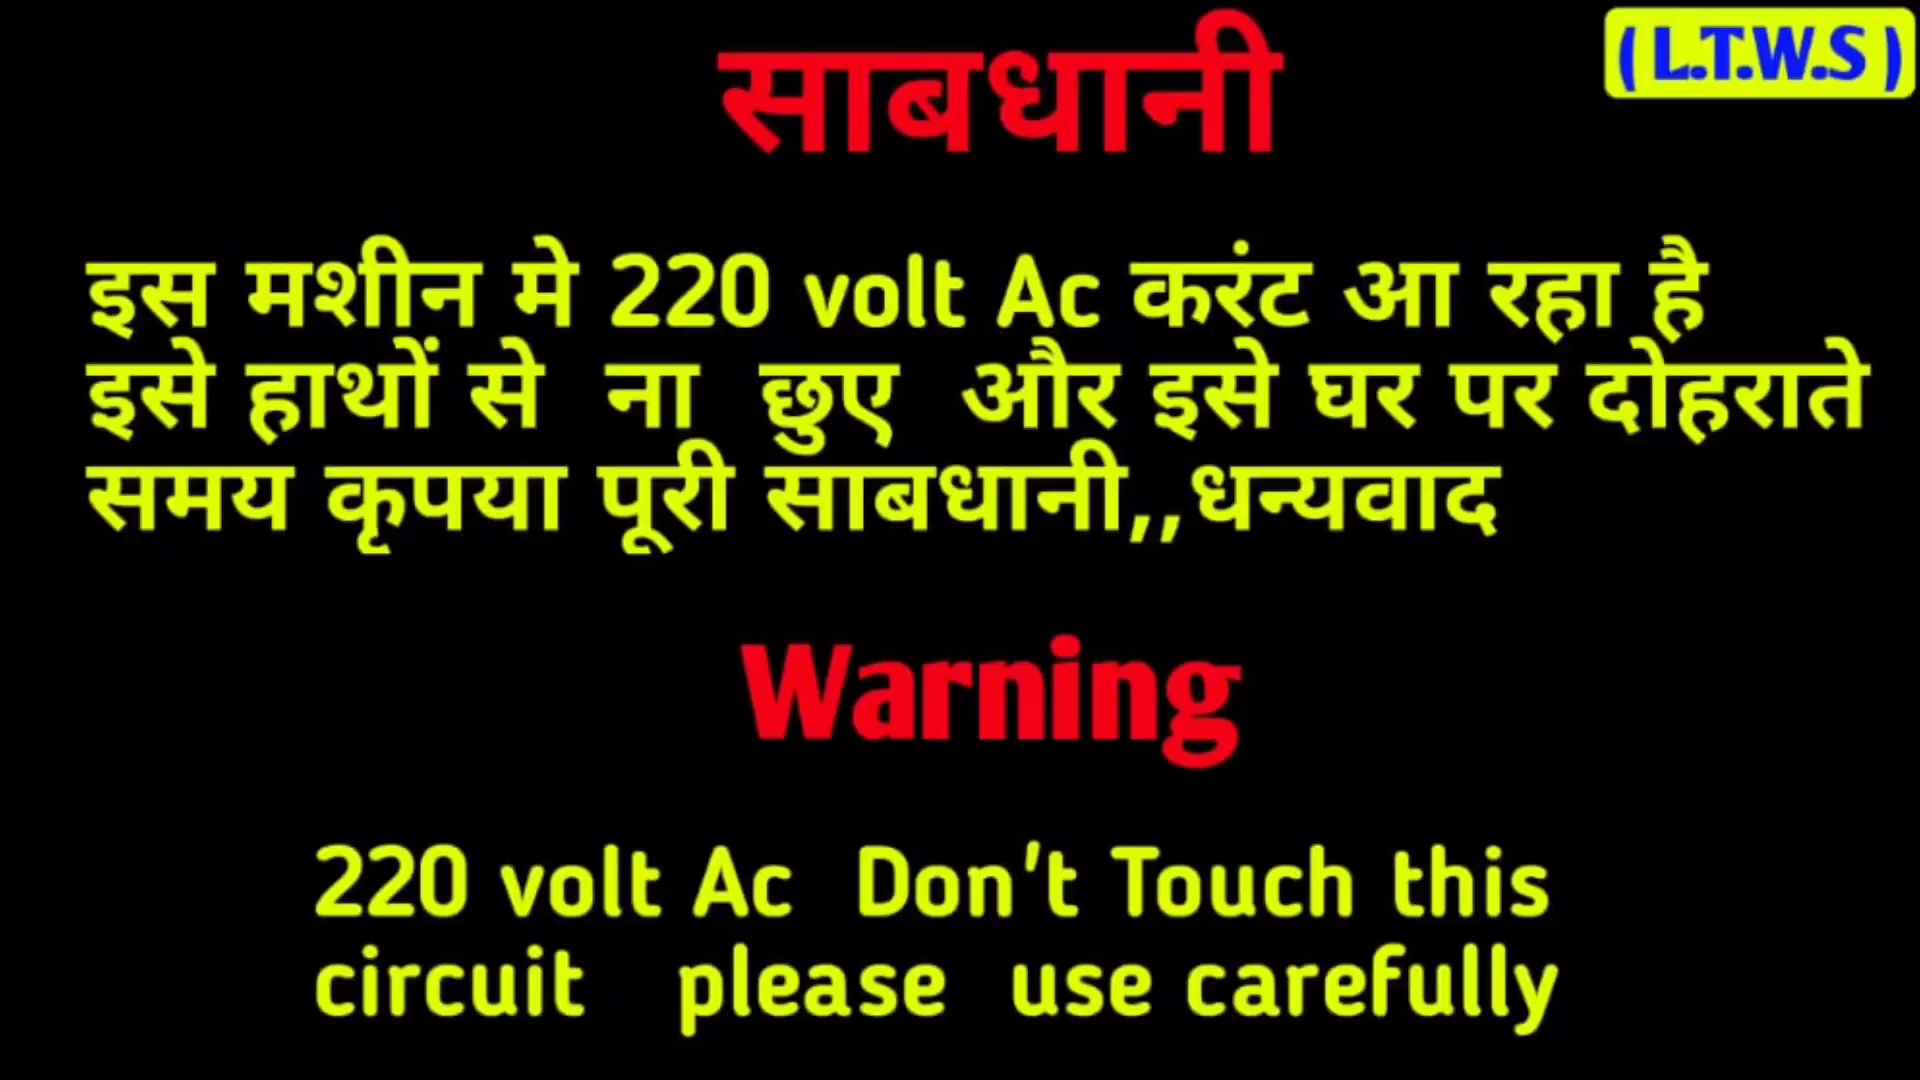 ( L.T.W.S )
साबधानी
इस मशीन मे 220 volt Ac करंट आ रहा है
इसे हाथों से ना छुए और इसे घर पर दोहराते
समय कृपया पूरी साबधानी,,धन्यवाद
Warning
220 volt Ac Don't Touch this
circuit please use carefully